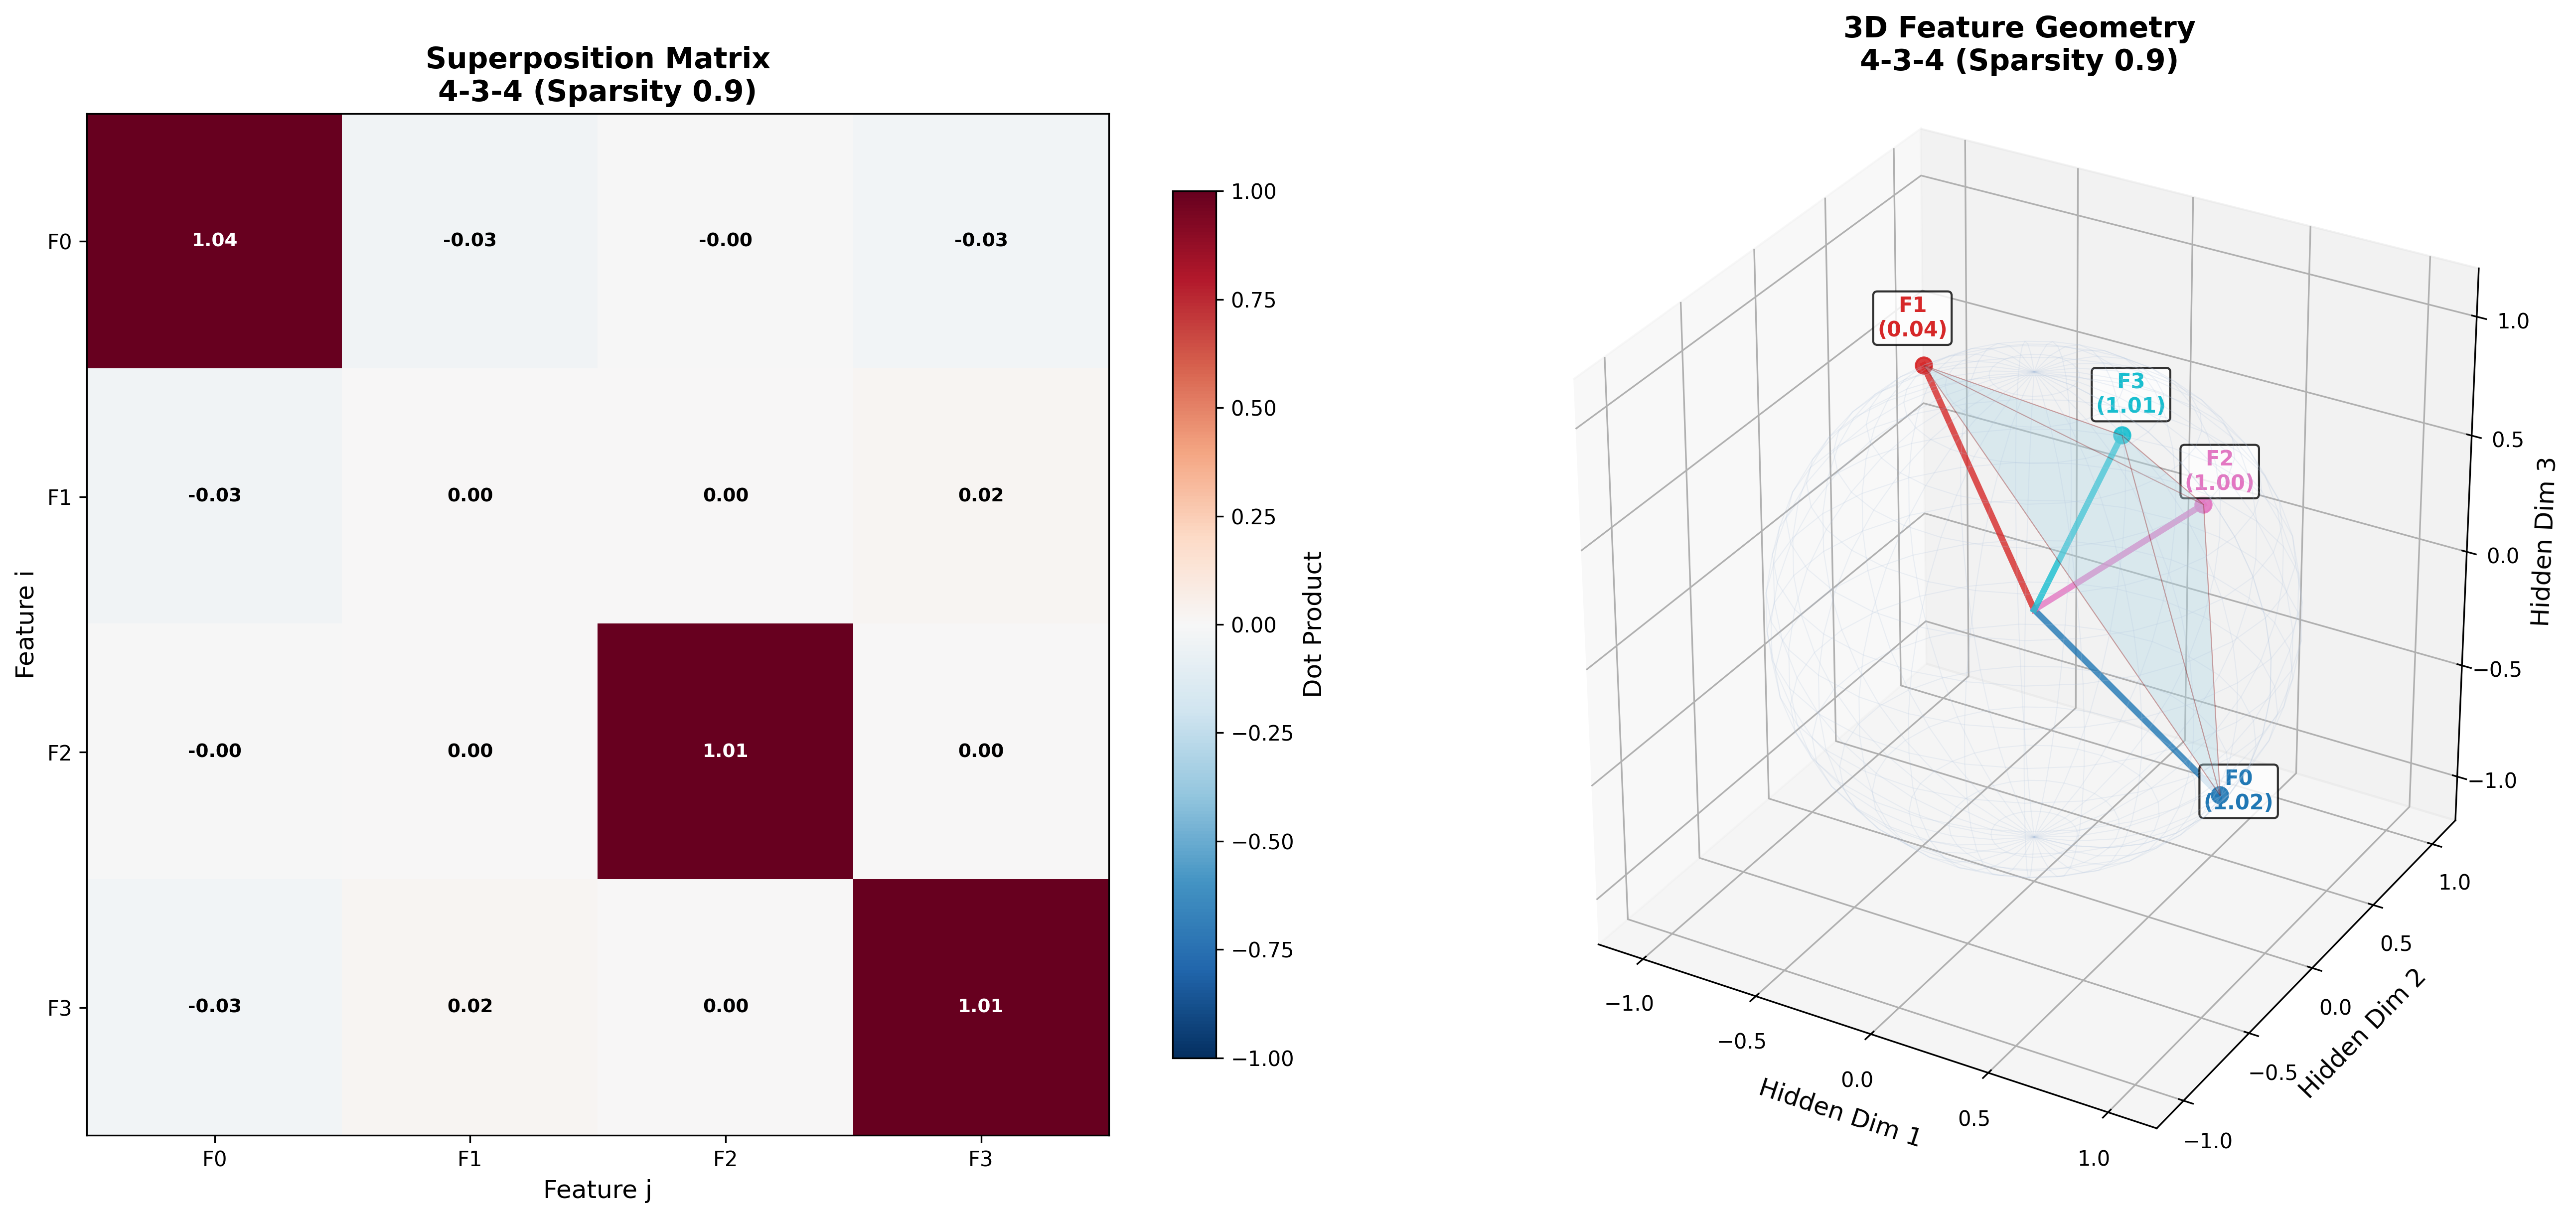 Superposition Matrix
4-3-4 (Sparsity 0.9)
F0
F1
F2
F3
Feature i
1.04 -0.03 -0.00 -0.03
-0.03 0.00 0.00 0.02
-0.00 0.00 1.01 0.00
-0.03 0.02 0.00 1.01
F0 F1 F2 F3
Feature j
1.00
0.75
0.50
0.25
0.00
−0.25
−0.50
−0.75
−1.00
Dot Product
3D Feature Geometry
4-3-4 (Sparsity 0.9)
F1
(0.04)
F3
(1.01)
F2
(1.00)
F0
(1.02)
1.0
0.5
0.0
−0.5
−1.0
Hidden Dim 3
−1.0
−0.5
0.0
0.5
1.0
Hidden Dim 1
1.0
0.5
0.0
−0.5
−1.0
Hidden Dim 2